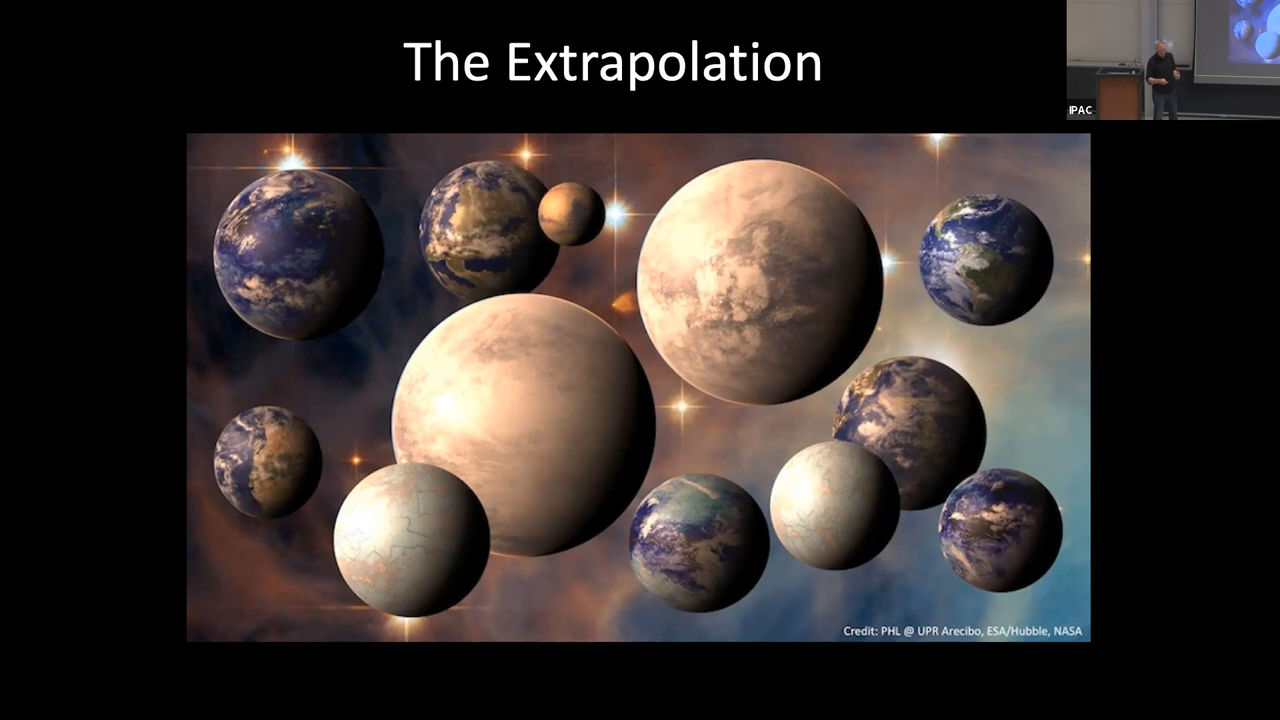 The Extrapolation
IPAC
Credit: PHL @ UPR Arecibo, ESA/Hubble, NASA